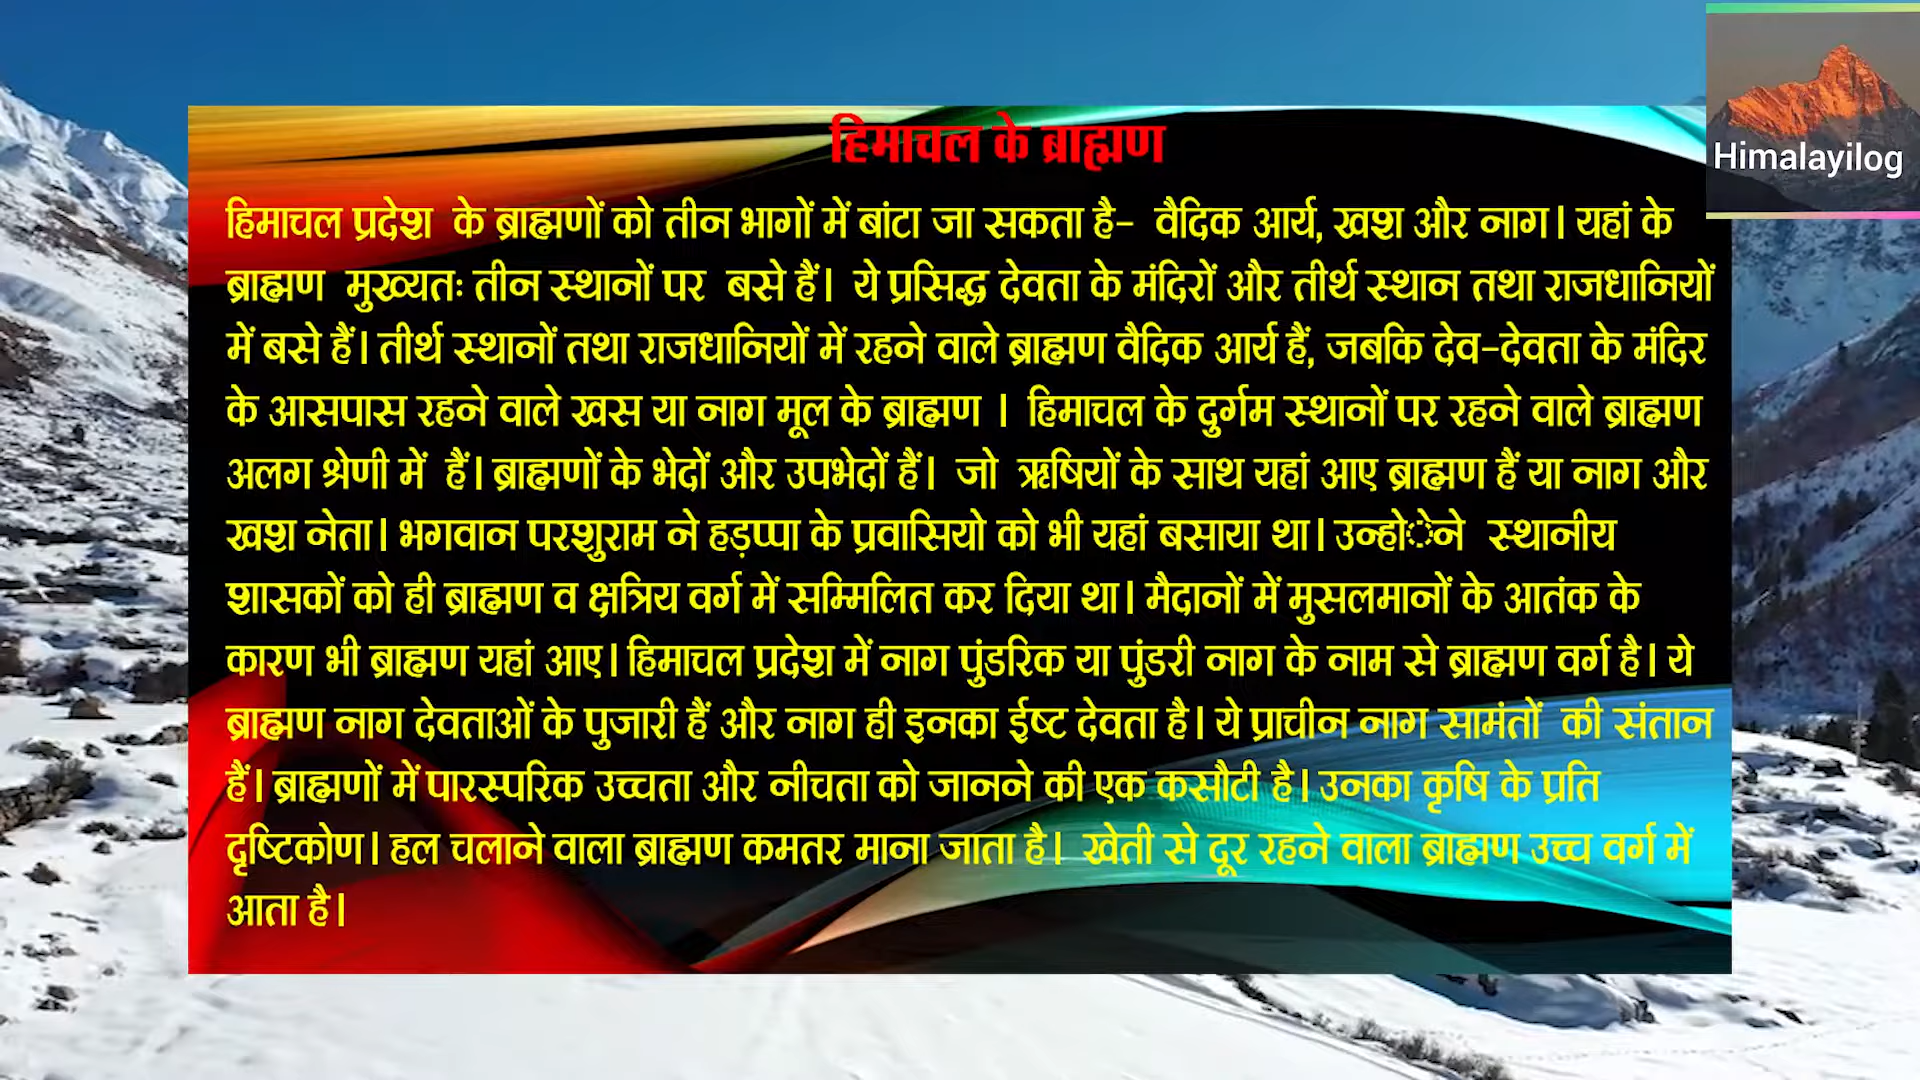 Himalayilog
हिमाचल के ब्राह्मण
हिमाचल प्रदेश के ब्राह्मणों को तीन भागों में बांटा जा सकता है- वैदिक आर्य, खश और नाग। यहां के
ब्राह्मण मुख्यतः तीन स्थानों पर बसे हैं। ये प्रसिद्ध देवता के मंदिरों और तीर्थ स्थान तथा राजधानियों
में बसे हैं। तीर्थ स्थानों तथा राजधानियों में रहने वाले ब्राह्मण वैदिक आर्य हैं, जबकि देव-देवता के मंदिर
के आसपास रहने वाले खस या नाग मूल के ब्राह्मण । हिमाचल के दुर्गम स्थानों पर रहने वाले ब्राह्मण
अलग श्रेणी में हैं। ब्राह्मणों के भेदों और उपभेदों हैं। जो ऋषियों के साथ यहां आए ब्राह्मण हैं या नाग और
खश नेता। भगवान परशुराम ने हड़प्पा के प्रवासियो को भी यहां बसाया था। उन्होेने स्थानीय
शासकों को ही ब्राह्मण व क्षत्रिय वर्ग में सम्मिलित कर दिया था। मैदानों में मुसलमानों के आतंक के
कारण भी ब्राह्मण यहां आए। हिमाचल प्रदेश में नाग पुंडरिक या पुंडरी नाग के नाम से ब्राह्मण वर्ग है। ये
ब्राह्मण नाग देवताओं के पुजारी हैं और नाग ही इनका ईष्ट देवता है। ये प्राचीन नाग सामंतों की संतान
हैं। ब्राह्मणों में पारस्परिक उच्चता और नीचता को जानने की एक कसौटी है। उनका कृषि के प्रति
दृष्टिकोण। हल चलाने वाला ब्राह्मण कमतर माना जाता है। खेती से दूर रहने वाला ब्राह्मण उच्च वर्ग में
आता है।